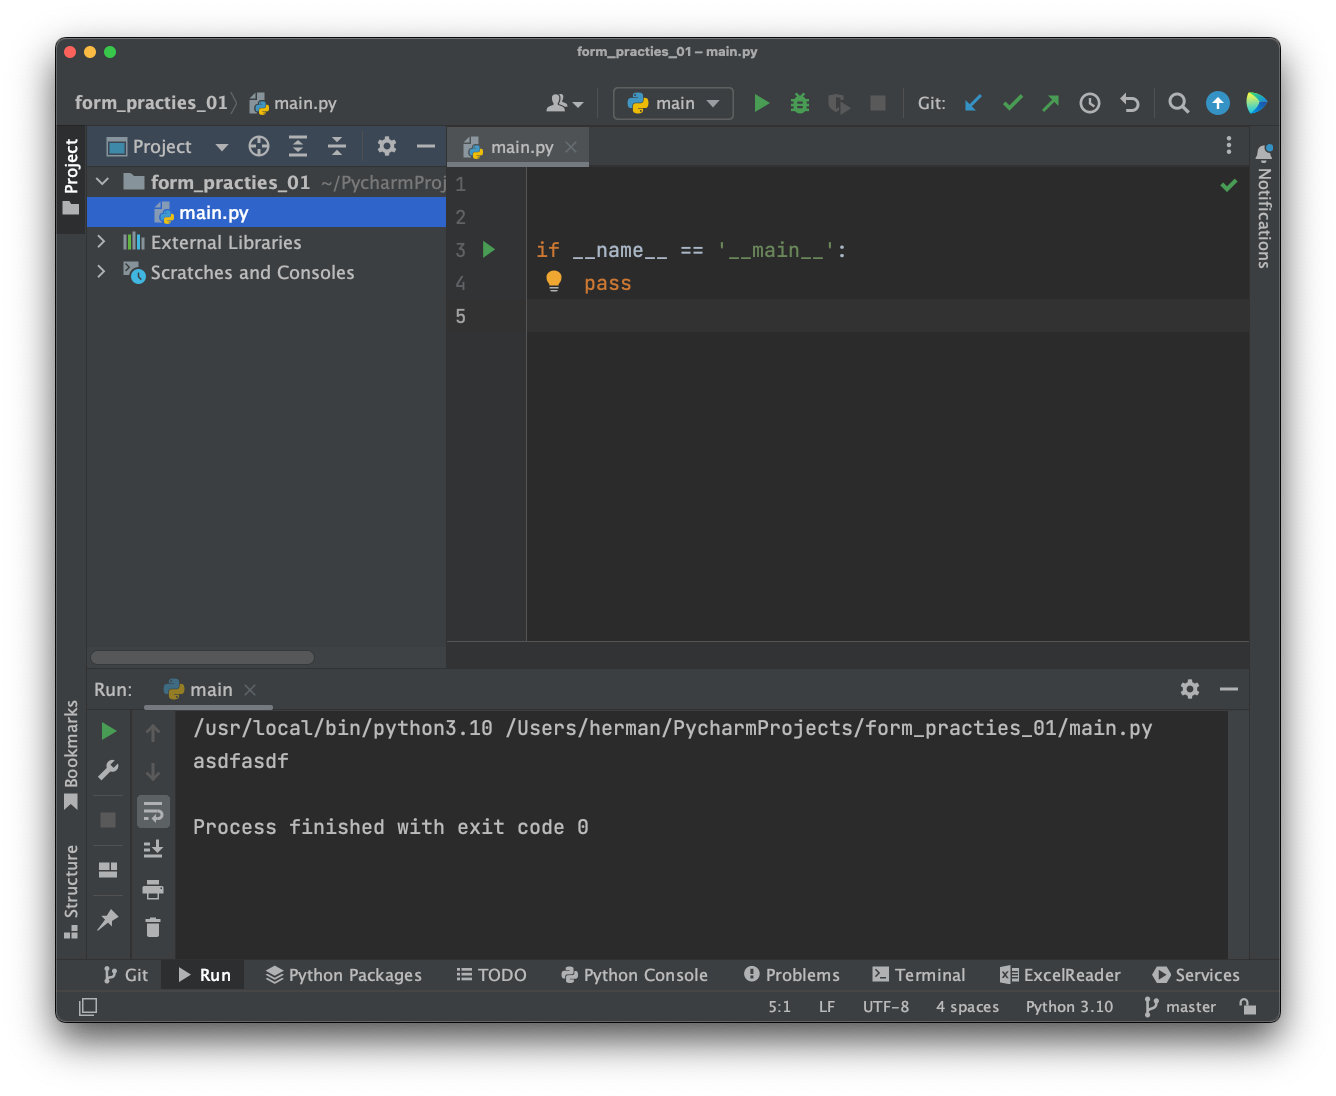 form_practies_01 – main.py
form_practies_01 main.py
main
Git:
Project
main.py
Project
form_practies_01 ~/PycharmProj
main.py
External Libraries
Scratches and Consoles
1
2
3 if __name__ == '__main__':
4 pass
5
Notifications
Run: main
/usr/local/bin/python3.10 /Users/herman/PycharmProjects/form_practies_01/main.py
asdfasdf
Process finished with exit code 0
Bookmarks
Structure
Git Run Python Packages TODO Python Console Problems Terminal ExcelReader Services
5:1 LF UTF-8 4 spaces Python 3.10 master